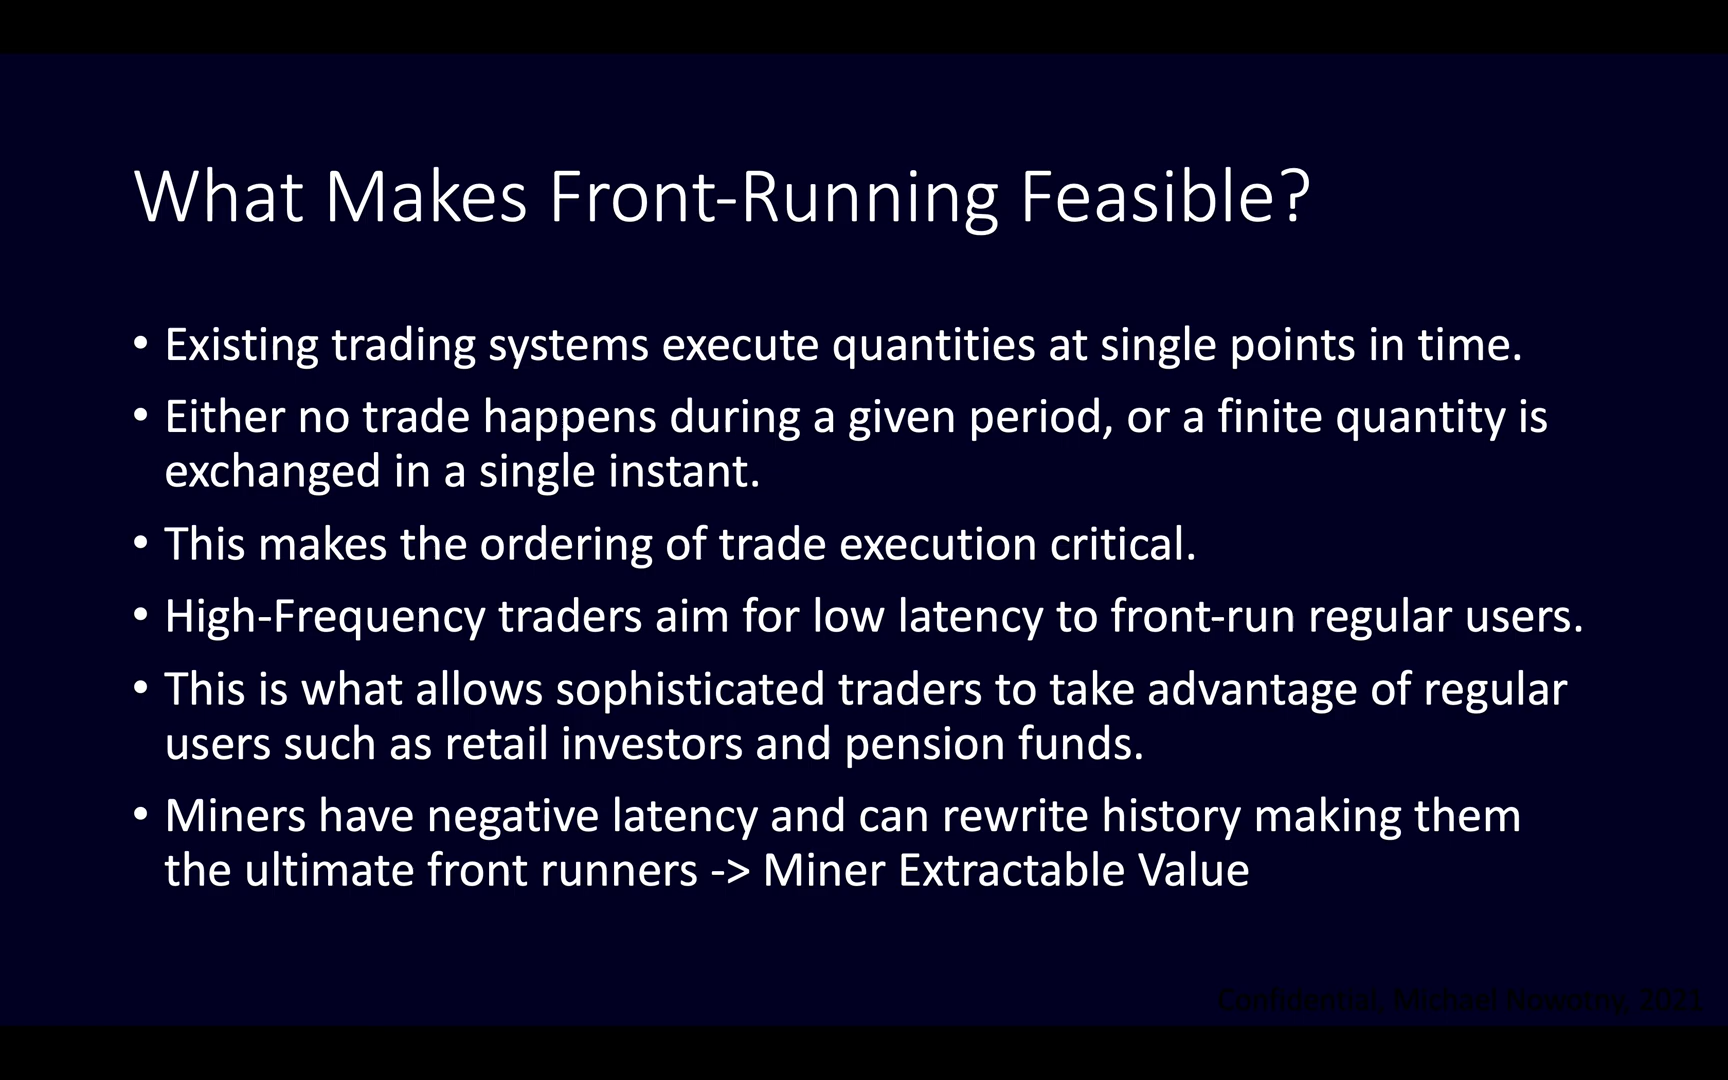 What Makes Front-Running Feasible?
• Existing trading systems execute quantities at single points in time.
• Either no trade happens during a given period, or a finite quantity is
exchanged in a single instant.
• This makes the ordering of trade execution critical.
• High-Frequency traders aim for low latency to front-run regular users.
• This is what allows sophisticated traders to take advantage of regular
users such as retail investors and pension funds.
• Miners have negative latency and can rewrite history making them
the ultimate front runners -> Miner Extractable Value
Confidential, Michael Nowotny, 2021